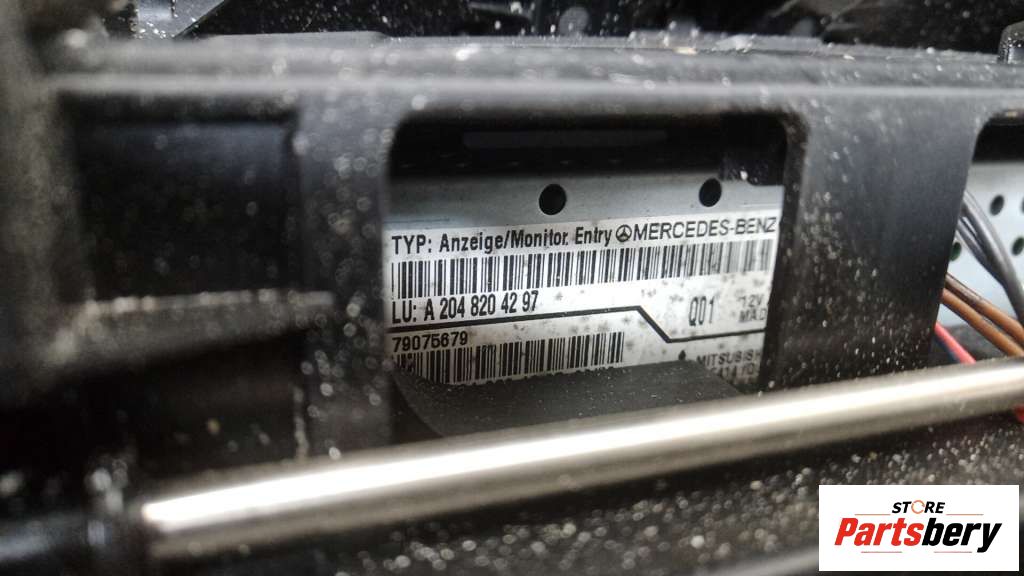 TYP: Anzeige/Monitor, Entry MERCEDES-BENZ
LU: A 204 820 42 97
Q01
12V
79075679
STORE
Partsbery